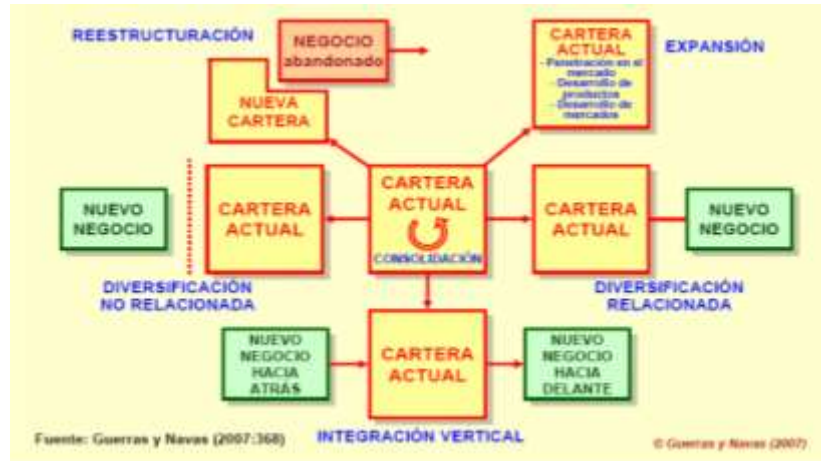 REESTRUCTURACIÓN
NEGOCIO
abandonado
CARTERA
ACTUAL
- Penetración en el
mercado
- Desarrollo de
productos
- Desarrollo de
mercados
EXPANSIÓN
NUEVA
CARTERA
NUEVO
NEGOCIO
CARTERA
ACTUAL
CARTERA
ACTUAL
CONSOLIDACIÓN
CARTERA
ACTUAL
NUEVO
NEGOCIO
DIVERSIFICACIÓN
NO RELACIONADA
DIVERSIFICACIÓN
RELACIONADA
NUEVO
NEGOCIO
HACIA
ATRÁS
CARTERA
ACTUAL
NUEVO
NEGOCIO
HACIA
DELANTE
Fuente: Guerras y Navas (2007:368)
INTEGRACIÓN VERTICAL
© Guerras y Navas (2007)